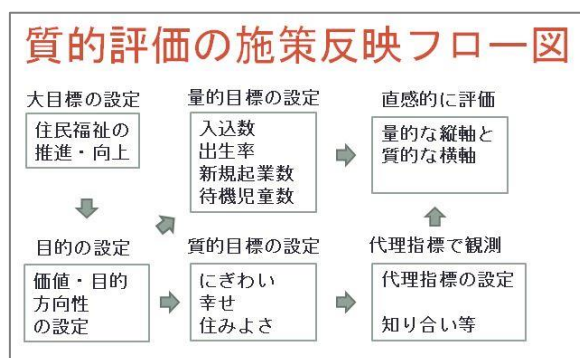 質的評価の施策反映フロー図
大目標の設定
住民福祉の
推進・向上
量的目標の設定
入込数
出生率
新規起業数
待機児童数
直感的に評価
量的な縦軸と
質的な横軸
目的の設定
価値・目的
方向性
の設定
質的目標の設定
にぎわい
幸せ
住みよさ
代理指標で観測
代理指標の設定
知り合い等